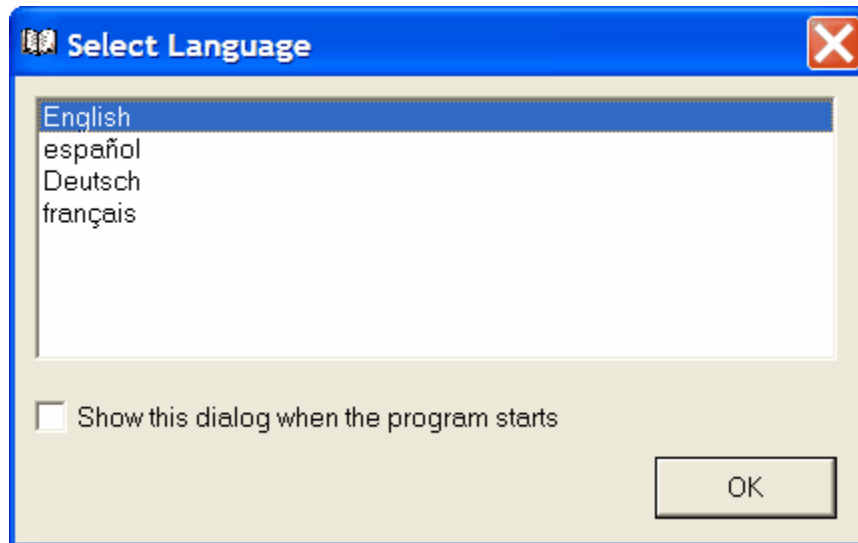 Select Language
English
español
Deutsch
français
Show this dialog when the program starts
OK